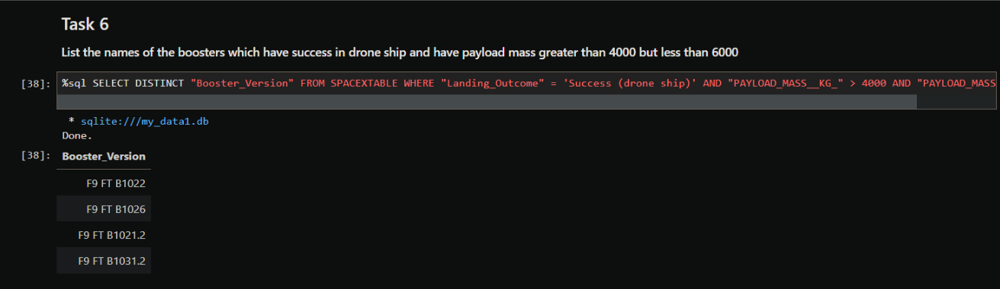 Task 6
List the names of the boosters which have success in drone ship and have payload mass greater than 4000 but less than 6000
[38]: %sql SELECT DISTINCT "Booster_Version" FROM SPACEXTABLE WHERE "Landing_Outcome" = 'Success (drone ship)' AND "PAYLOAD_MASS__KG_" > 4000 AND "PAYLOAD_MASS
* sqlite:///my_data1.db
Done.
[38]: Booster_Version
F9 FT B1022
F9 FT B1026
F9 FT B1021.2
F9 FT B1031.2